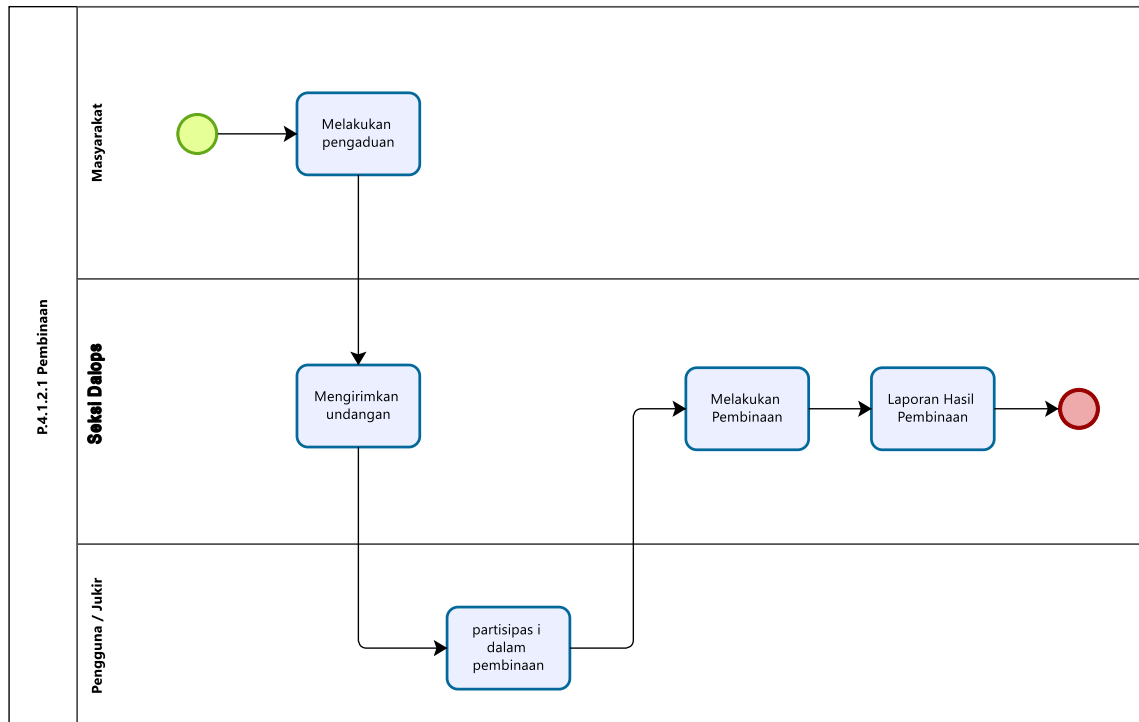 P.4.1.2.1 Pembinaan
Masyarakat
Melakukan
pengaduan
Seksi Dalops
Mengirimkan
undangan
Melakukan
Pembinaan
Laporan Hasil
Pembinaan
Pengguna / Jukir
partisipas i
dalam
pembinaan